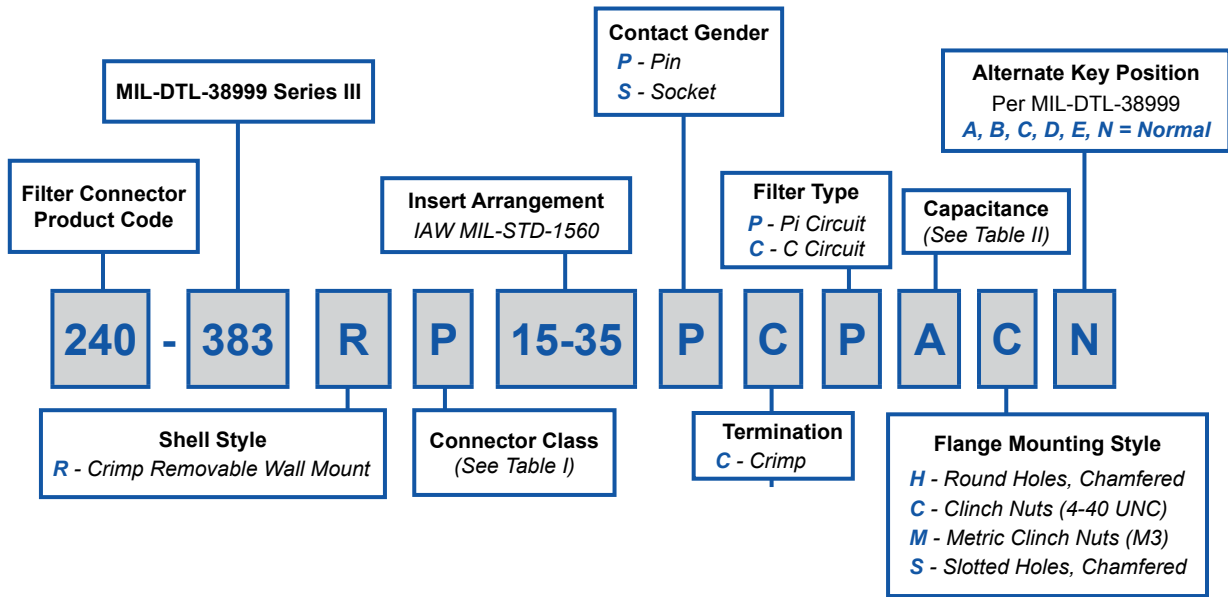 Contact Gender
P - Pin
S - Socket
MIL-DTL-38999 Series III
Alternate Key Position
Per MIL-DTL-38999
A, B, C, D, E, N = Normal
Filter Connector
Product Code
Insert Arrangement
IAW MIL-STD-1560
Filter Type
P - Pi Circuit
C - C Circuit
Capacitance
(See Table II)
240 - 383 R P 15-35 P C P A C N
Shell Style
R - Crimp Removable Wall Mount
Connector Class
(See Table I)
Termination
C - Crimp
Flange Mounting Style
H - Round Holes, Chamfered
C - Clinch Nuts (4-40 UNC)
M - Metric Clinch Nuts (M3)
S - Slotted Holes, Chamfered